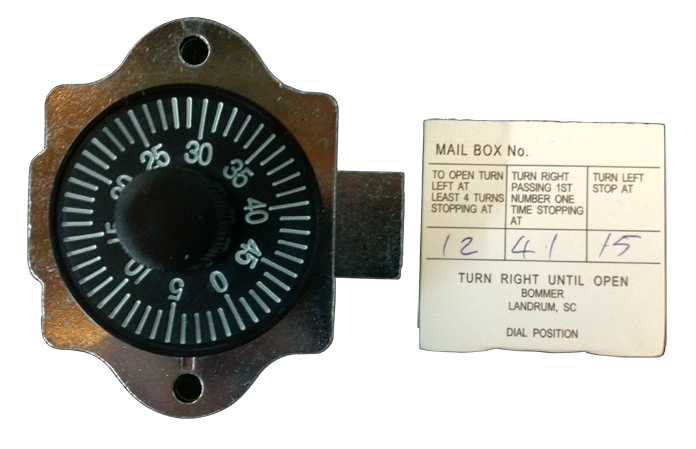 25 30 35
20 40
15 45
10 5 0
MAIL BOX No.
TO OPEN TURN LEFT AT LEAST 4 TURNS STOPPING AT
TURN RIGHT PASSING 1ST NUMBER ONE TIME STOPPING AT
TURN LEFT STOP AT
12 41 15
TURN RIGHT UNTIL OPEN
BOMMER
LANDRUM, SC
DIAL POSITION